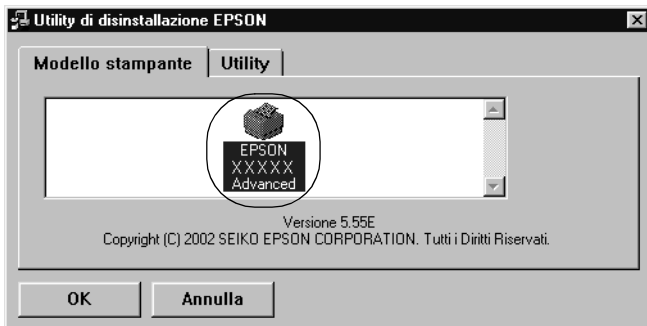 Utility di disinstallazione EPSON
Modello stampante
Utility
EPSON
XXXXX
Advanced
Versione 5.55E
Copyright (C) 2002 SEIKO EPSON CORPORATION. Tutti i Diritti Riservati.
OK
Annulla